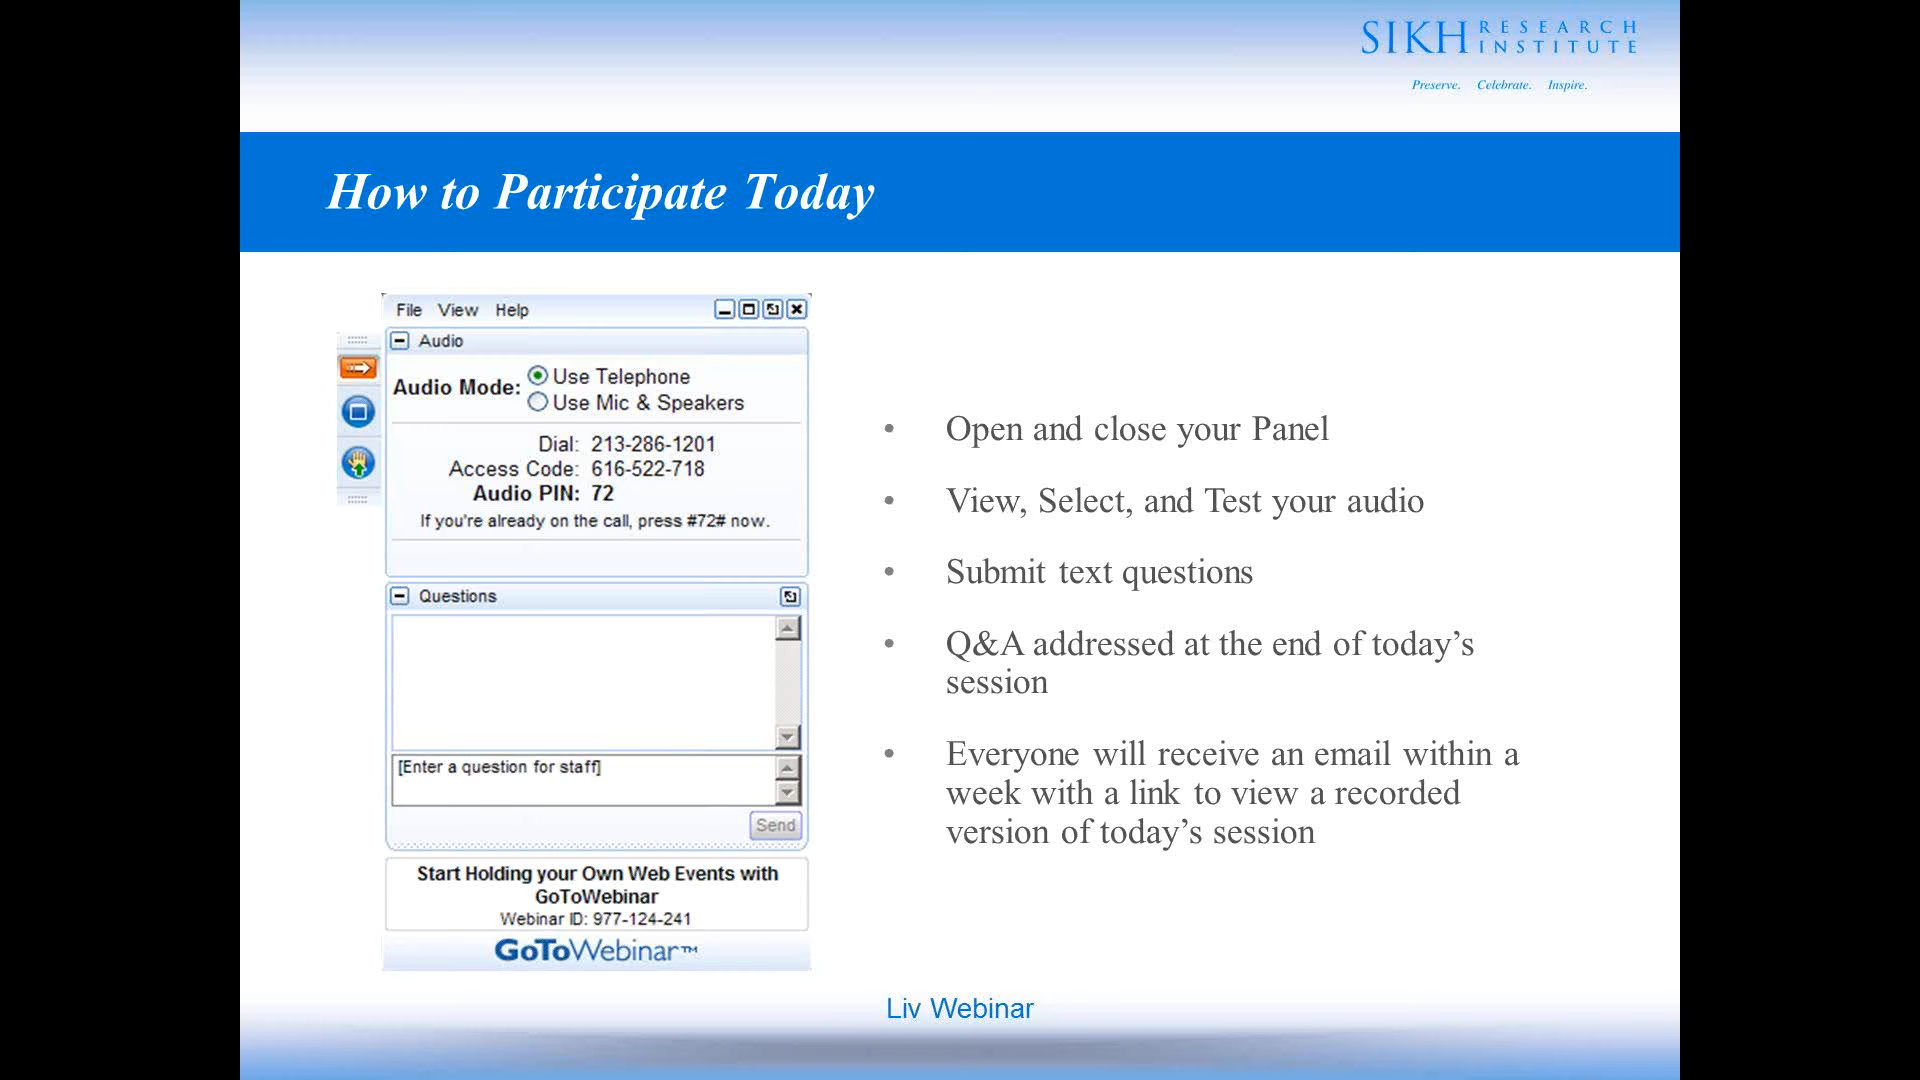 SIKH RESEARCH INSTITUTE
Preserve. Celebrate. Inspire.
How to Participate Today
File View Help
Audio
Audio Mode:
Use Telephone
Use Mic & Speakers
Dial: 213-286-1201
Access Code: 616-522-718
Audio PIN: 72
If you're already on the call, press #72# now.
Questions
[Enter a question for staff]
Send
Start Holding your Own Web Events with
GoToWebinar
Webinar ID: 977-124-241
GoToWebinar™
• Open and close your Panel
• View, Select, and Test your audio
• Submit text questions
• Q&A addressed at the end of today’s
session
• Everyone will receive an email within a
week with a link to view a recorded
version of today’s session
Liv Webinar